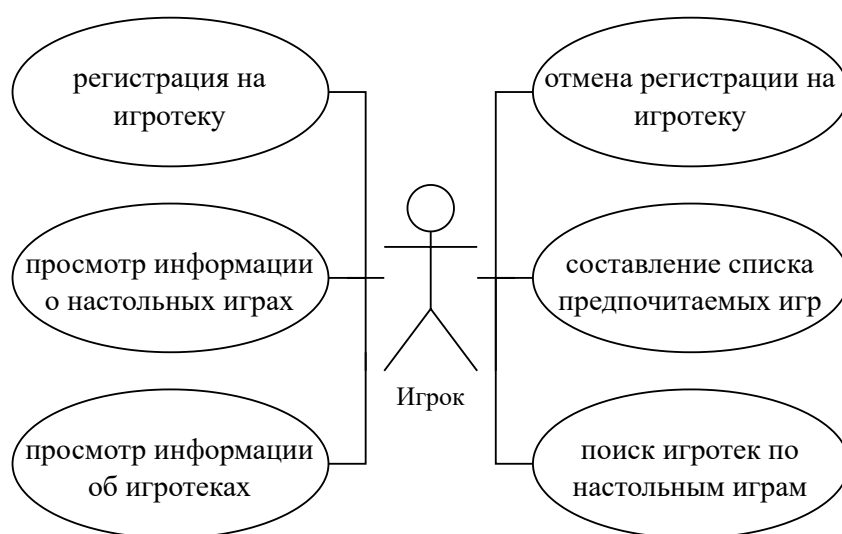 регистрация на
игротеку
отмена регистрации на
игротеку
просмотр информации
о настольных играх
составление списка
предпочитаемых игр
Игрок
просмотр информации
об игротеках
поиск игротек по
настольным играм